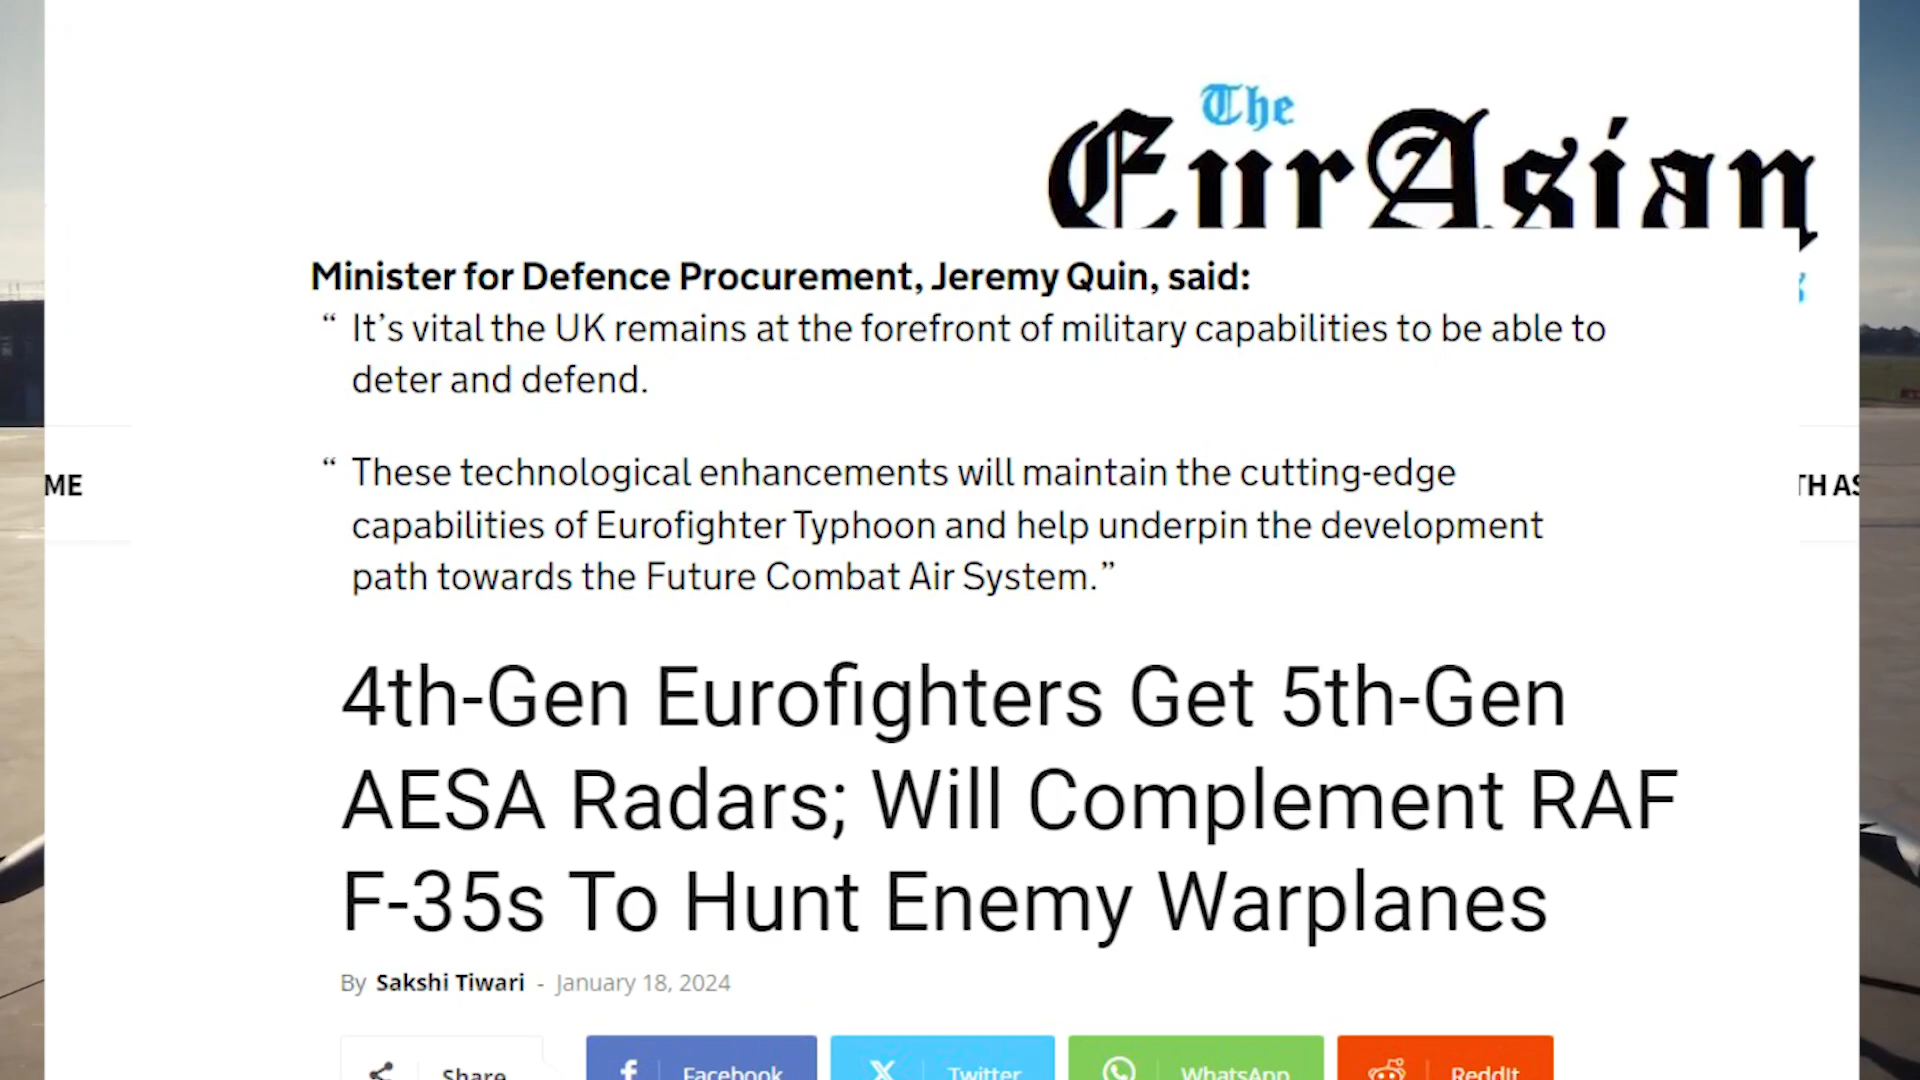 The
EurAsian
Minister for Defence Procurement, Jeremy Quin, said:
“ It’s vital the UK remains at the forefront of military capabilities to be able to
deter and defend.
“ These technological enhancements will maintain the cutting-edge
capabilities of Eurofighter Typhoon and help underpin the development
path towards the Future Combat Air System.”
ME
TH AS
4th-Gen Eurofighters Get 5th-Gen
AESA Radars; Will Complement RAF
F-35s To Hunt Enemy Warplanes
By Sakshi Tiwari - January 18, 2024
Share
Facebook
Twitter
WhatsApp
ReddIt